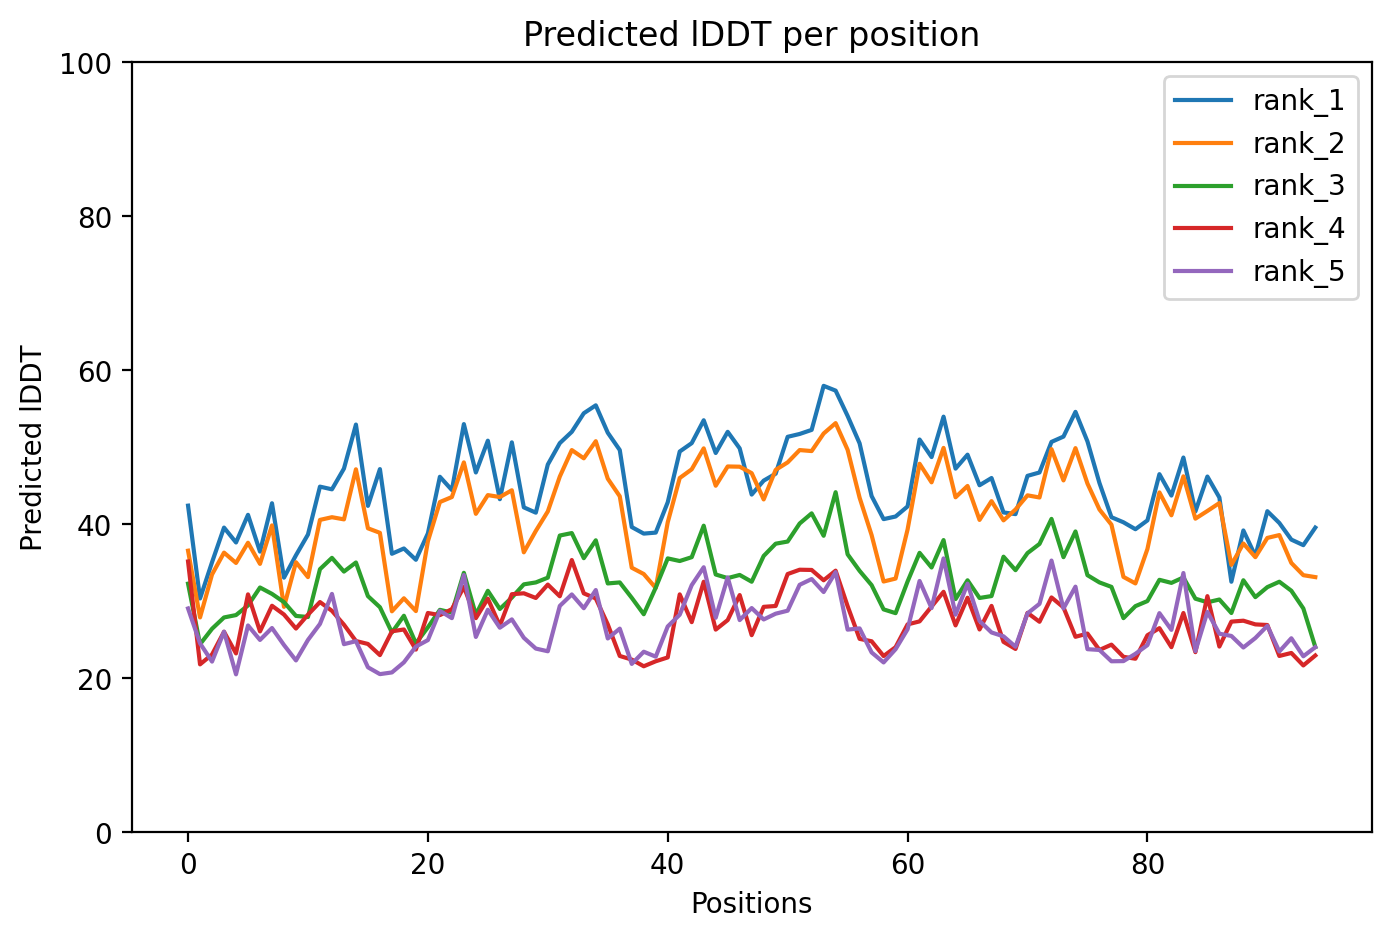 Predicted lDDT per position
100
80
60
40
20
0
Predicted lDDT
0 20 40 60 80
Positions
rank_1
rank_2
rank_3
rank_4
rank_5